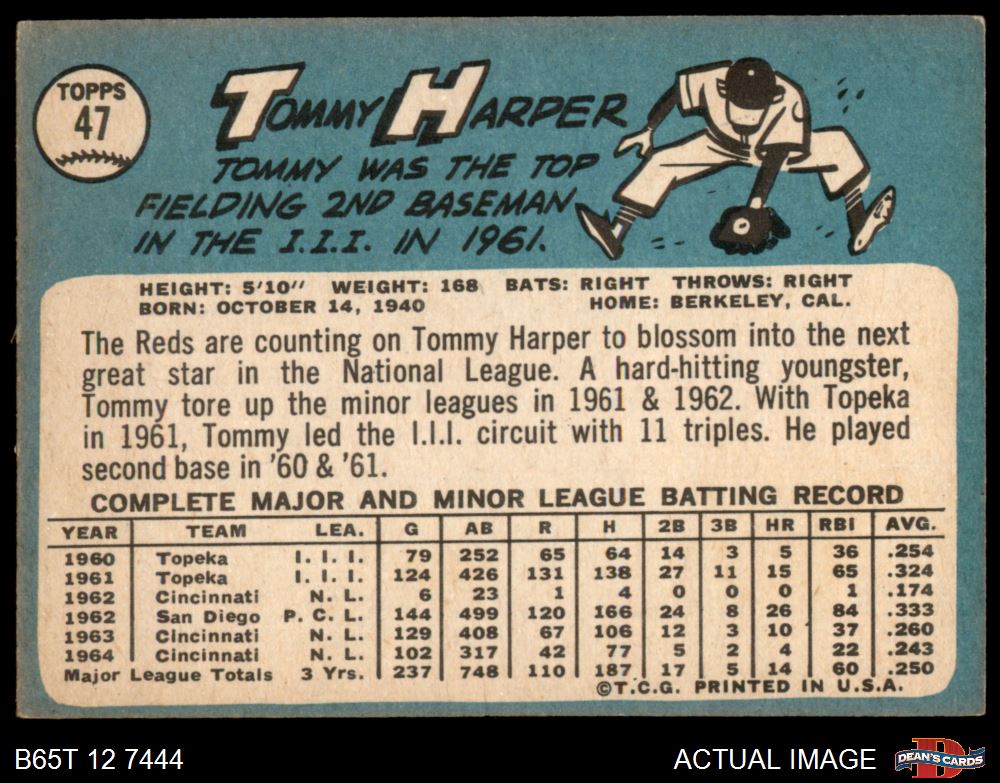 TOPPS
47
TOMMY HARPER
TOMMY WAS THE TOP
FIELDING 2ND BASEMAN
IN THE I.I.I. IN 1961.
HEIGHT: 5'10" WEIGHT: 168 BATS: RIGHT THROWS: RIGHT
BORN: OCTOBER 14, 1940 HOME: BERKELEY, CAL.
The Reds are counting on Tommy Harper to blossom into the next
great star in the National League. A hard-hitting youngster,
Tommy tore up the minor leagues in 1961 & 1962. With Topeka
in 1961, Tommy led the I.I.I. circuit with 11 triples. He played
second base in '60 & '61.
COMPLETE MAJOR AND MINOR LEAGUE BATTING RECORD
YEAR TEAM LEA. G AB R H 2B 3B HR RBI AVG.
1960 Topeka I. I. I. 79 252 65 64 14 3 5 36 .254
1961 Topeka I. I. I. 124 426 131 138 27 11 15 65 .324
1962 Cincinnati N. L. 6 23 1 4 0 0 0 1 .174
1962 San Diego P. C. L. 144 499 120 166 24 8 26 84 .333
1963 Cincinnati N. L. 129 408 67 106 12 3 10 37 .260
1964 Cincinnati N. L. 102 317 42 77 5 2 4 22 .243
Major League Totals 3 Yrs. 237 748 110 187 17 5 14 60 .250
©T.C.G. PRINTED IN U.S.A.
B65T 12 7444
ACTUAL IMAGE
D
DEAN'S CARDS